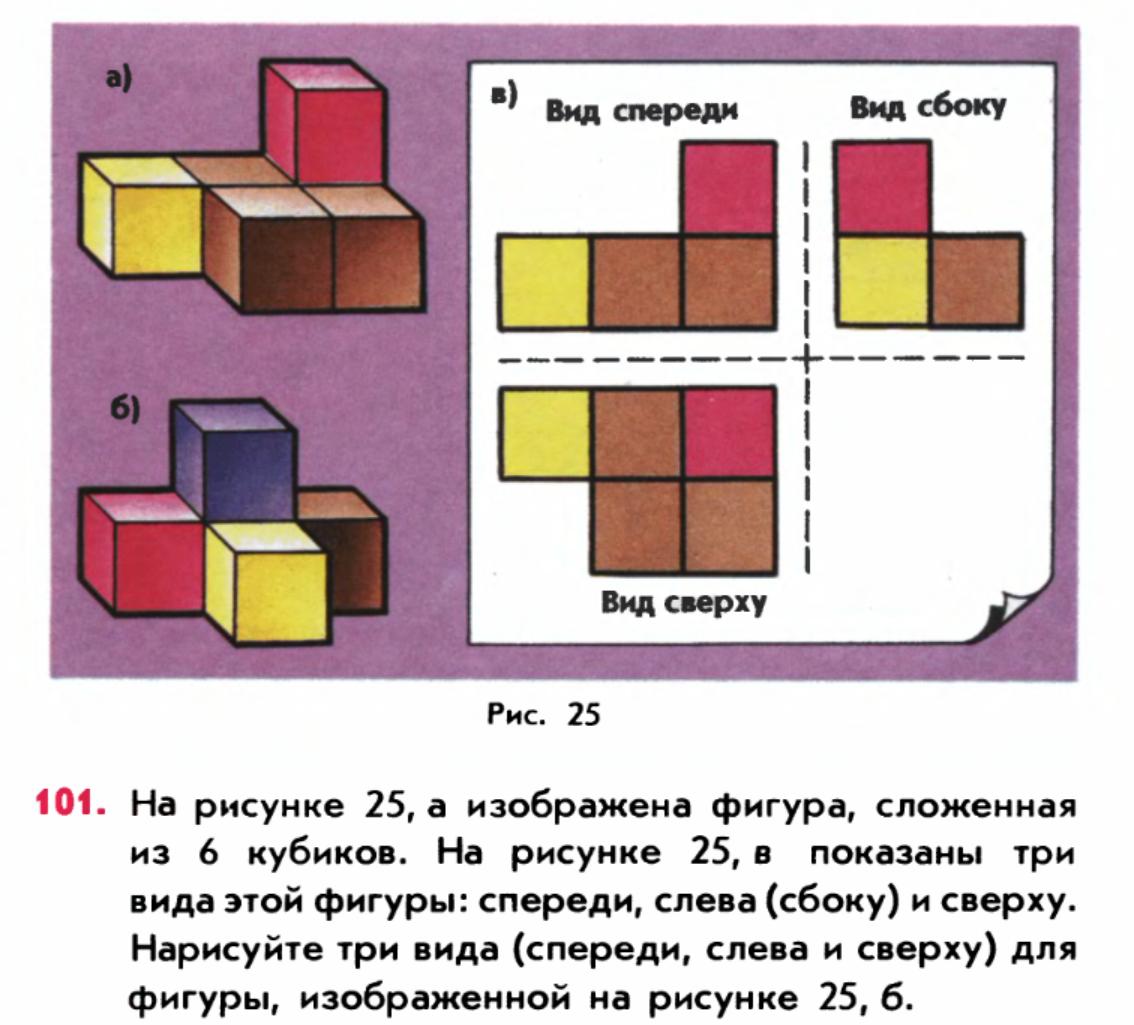 а)
б)
в)
Вид спереди
Вид сбоку
Вид сверху
Рис. 25
101. На рисунке 25, а изображена фигура, сложенная
из 6 кубиков. На рисунке 25, в показаны три
вида этой фигуры: спереди, слева (сбоку) и сверху.
Нарисуйте три вида (спереди, слева и сверху) для
фигуры, изображенной на рисунке 25, б.